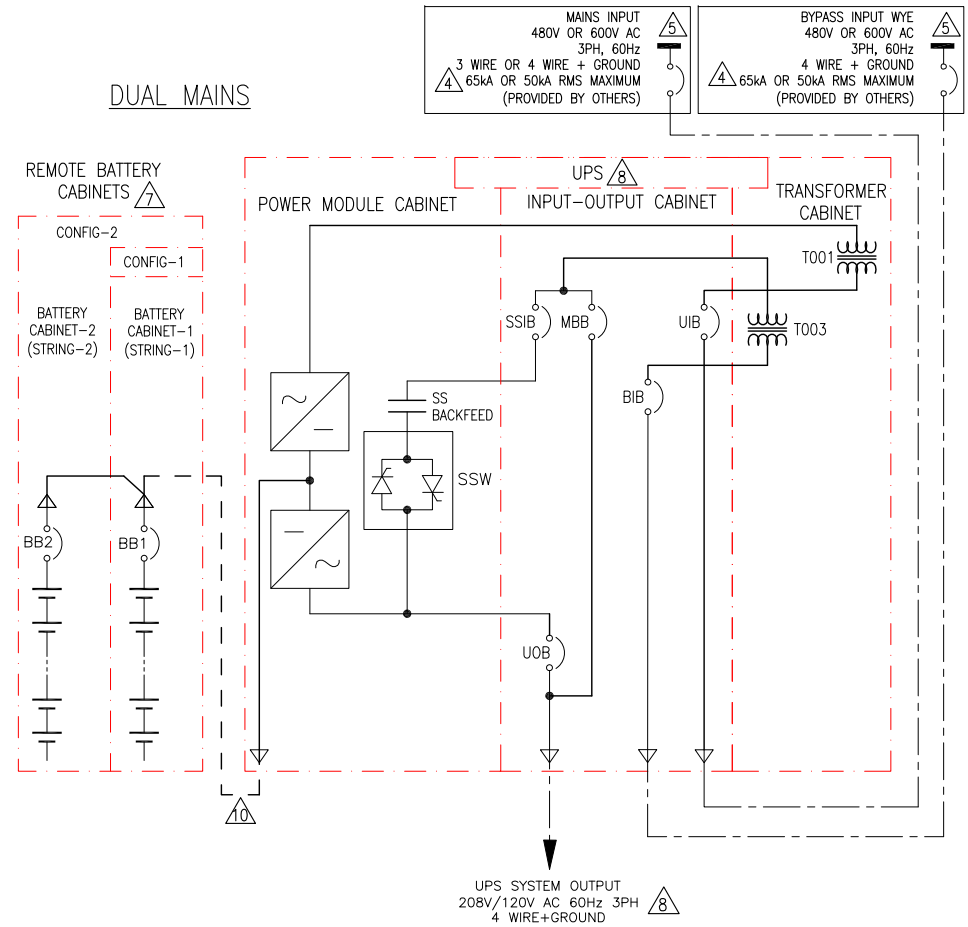 DUAL MAINS
MAINS INPUT
480V OR 600V AC
3PH, 60Hz
3 WIRE OR 4 WIRE + GROUND
65kA OR 50kA RMS MAXIMUM
(PROVIDED BY OTHERS)
5
4
BYPASS INPUT WYE
480V OR 600V AC
3PH, 60Hz
4 WIRE + GROUND
65kA OR 50kA RMS MAXIMUM
(PROVIDED BY OTHERS)
5
4
REMOTE BATTERY
CABINETS 7
CONFIG-2
CONFIG-1
BATTERY
CABINET-2
(STRING-2)
BATTERY
CABINET-1
(STRING-1)
BB2
BB1
10
UPS 8
POWER MODULE CABINET
INPUT-OUTPUT CABINET
TRANSFORMER
CABINET
T001
T003
SSIB
MBB
UIB
BIB
SS
BACKFEED
SSW
UOB
UPS SYSTEM OUTPUT
208V/120V AC 60Hz 3PH 8
4 WIRE+GROUND